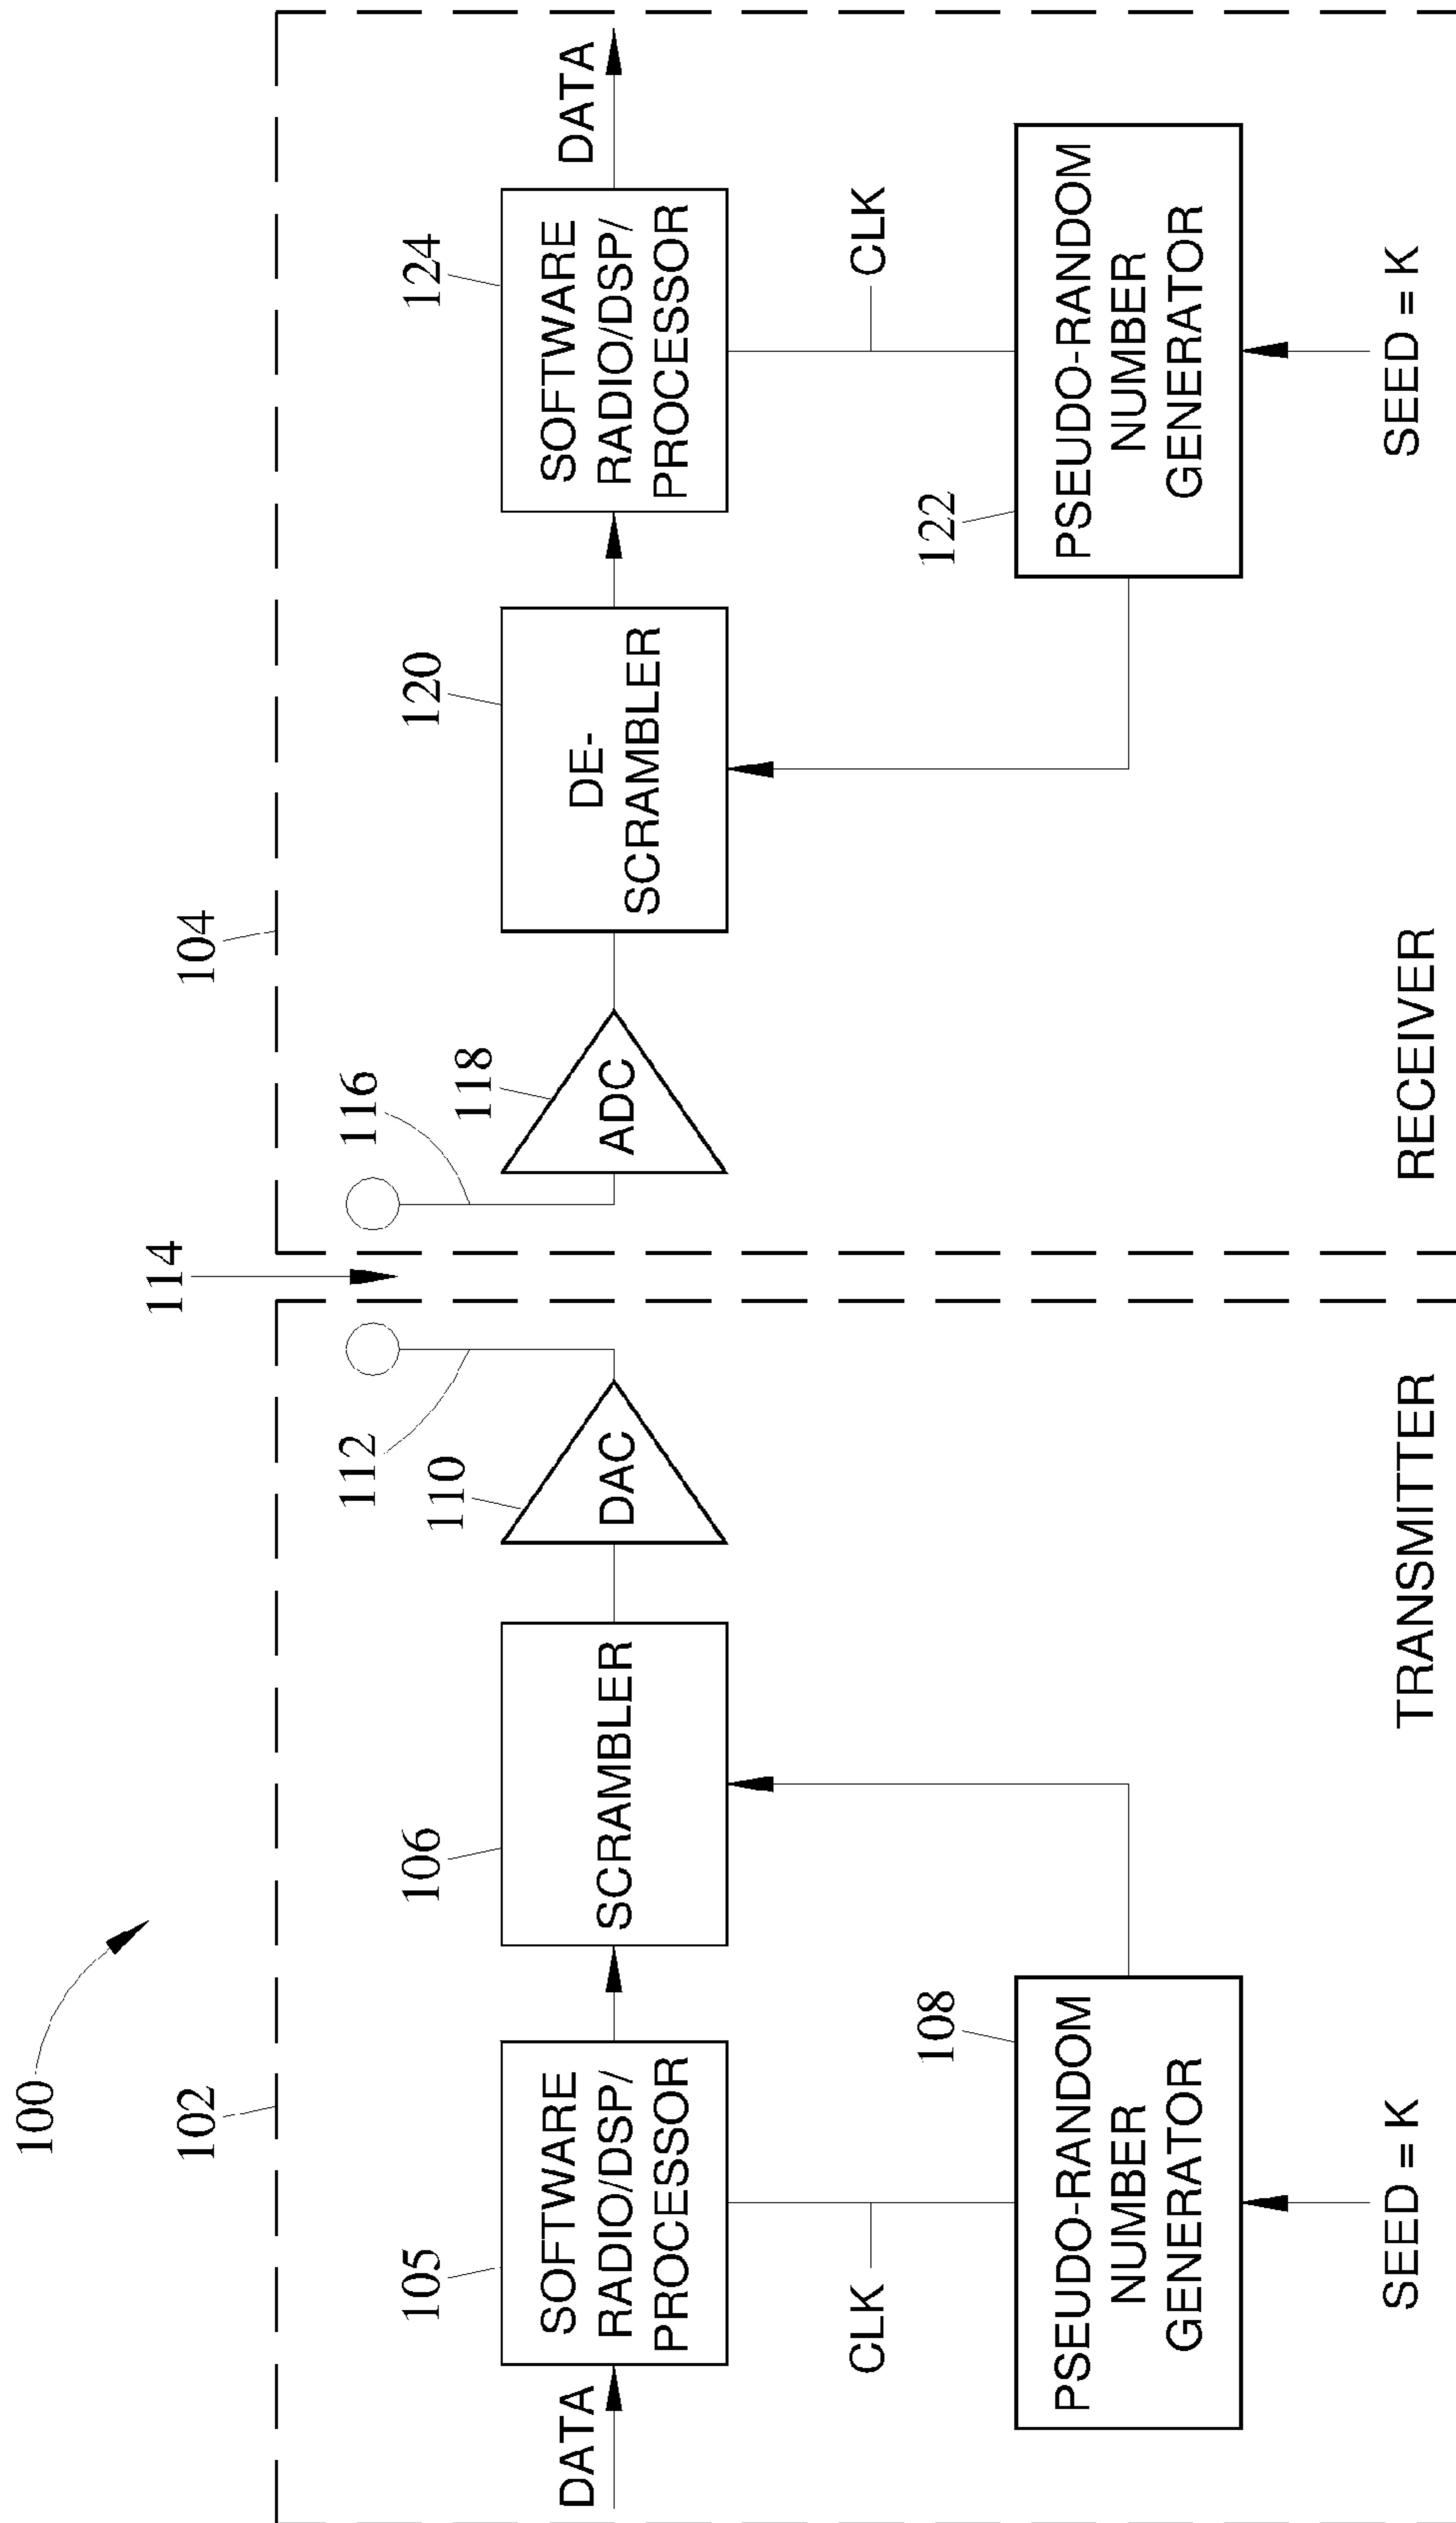 100
102
104
114
DATA
105
SOFTWARE
RADIO/DSP/
PROCESSOR
106
SCRAMBLER
110
DAC
112
116
118
ADC
120
DE-
SCRAMBLER
124
SOFTWARE
RADIO/DSP/
PROCESSOR
DATA
CLK
CLK
108
PSEUDO-RANDOM
NUMBER
GENERATOR
122
PSEUDO-RANDOM
NUMBER
GENERATOR
SEED = K
SEED = K
TRANSMITTER
RECEIVER